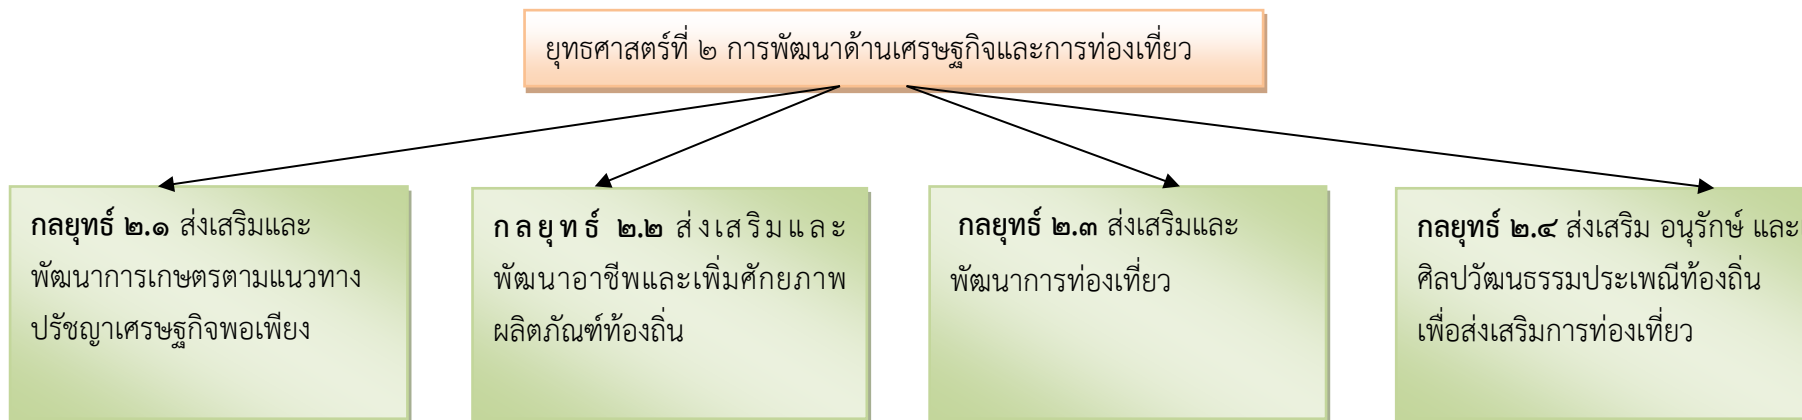 ยุทธศาสตร์ที่ ๒ การพัฒนาด้านเศรษฐกิจและการท่องเที่ยว
กลยุทธ์ ๒.๑ ส่งเสริมและ
พัฒนาการเกษตรตามแนวทาง
ปรัชญาเศรษฐกิจพอเพียง
กลยุทธ์ ๒.๒ ส่งเสริมและ
พัฒนาอาชีพและเพิ่มศักยภาพ
ผลิตภัณฑ์ท้องถิ่น
กลยุทธ์ ๒.๓ ส่งเสริมและ
พัฒนาการท่องเที่ยว
กลยุทธ์ ๒.๔ ส่งเสริม อนุรักษ์ และ
ศิลปวัฒนธรรมประเพณีท้องถิ่น
เพื่อส่งเสริมการท่องเที่ยว